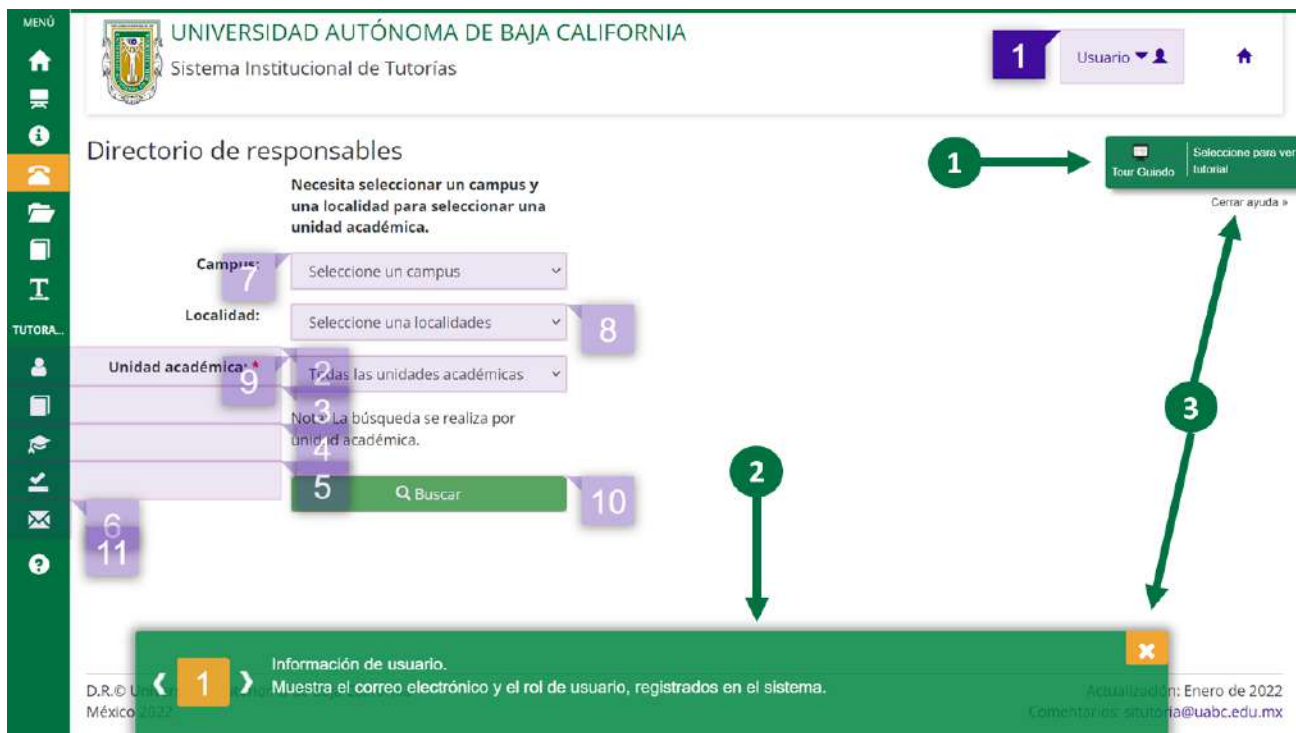 MENÚ
UNIVERSIDAD AUTÓNOMA DE BAJA CALIFORNIA
Sistema Institucional de Tutorías
1
Usuario
Directorio de responsables
1
Tour Guiado
Seleccione para ver
tutorial
Cerrar ayuda »
Necesita seleccionar un campus y
una localidad para seleccionar una
unidad académica.
Campus:
7
Seleccione un campus
Localidad:
Seleccione una localidades
8
TUTORA...
Unidad académica: *
9
2
Todas las unidades académicas
3
3
Nota: La búsqueda se realiza por
unidad académica.
4
2
5
Buscar
10
6
11
1
Información de usuario.
Muestra el correo electrónico y el rol de usuario, registrados en el sistema.
D.R.©
México 2022
Actualización: Enero de 2022
Comentarios: situtoria@uabc.edu.mx